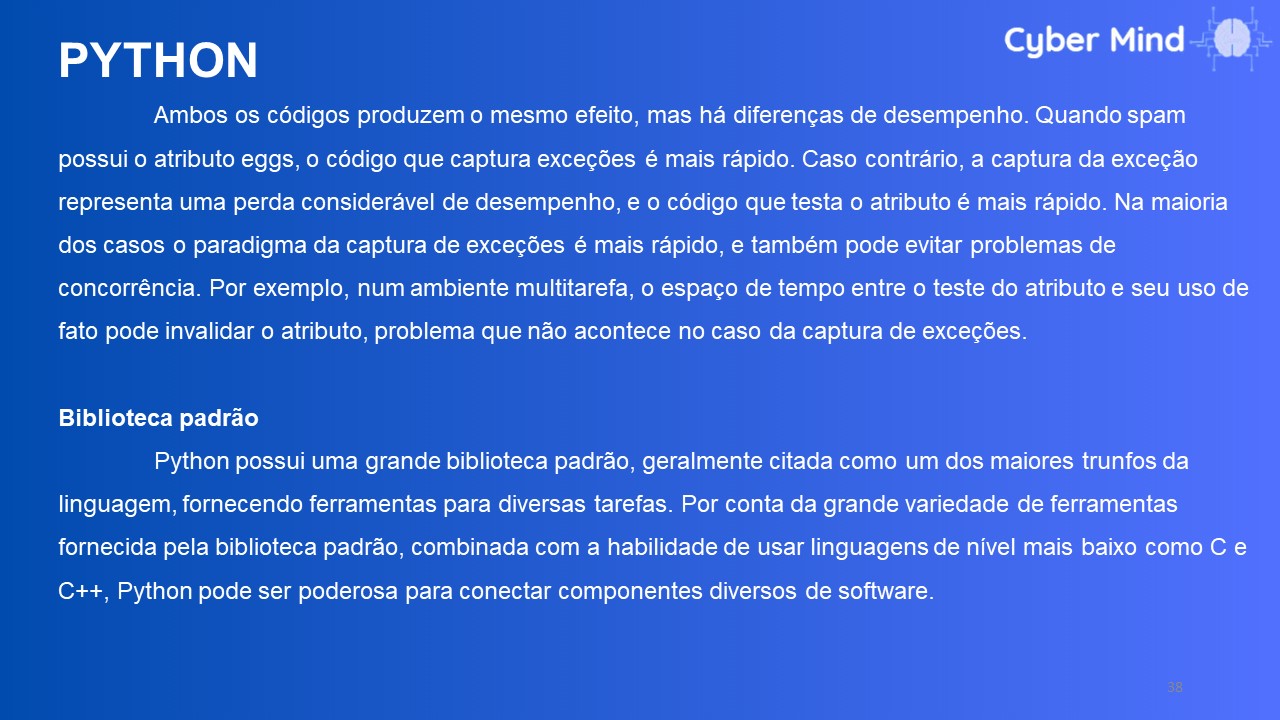 Cyber Mind
PYTHON
Ambos os códigos produzem o mesmo efeito, mas há diferenças de desempenho. Quando spam
possui o atributo eggs, o código que captura exceções é mais rápido. Caso contrário, a captura da exceção
representa uma perda considerável de desempenho, e o código que testa o atributo é mais rápido. Na maioria
dos casos o paradigma da captura de exceções é mais rápido, e também pode evitar problemas de
concorrência. Por exemplo, num ambiente multitarefa, o espaço de tempo entre o teste do atributo e seu uso de
fato pode invalidar o atributo, problema que não acontece no caso da captura de exceções.
Biblioteca padrão
Python possui uma grande biblioteca padrão, geralmente citada como um dos maiores trunfos da
linguagem, fornecendo ferramentas para diversas tarefas. Por conta da grande variedade de ferramentas
fornecida pela biblioteca padrão, combinada com a habilidade de usar linguagens de nível mais baixo como C e
C++, Python pode ser poderosa para conectar componentes diversos de software.
38